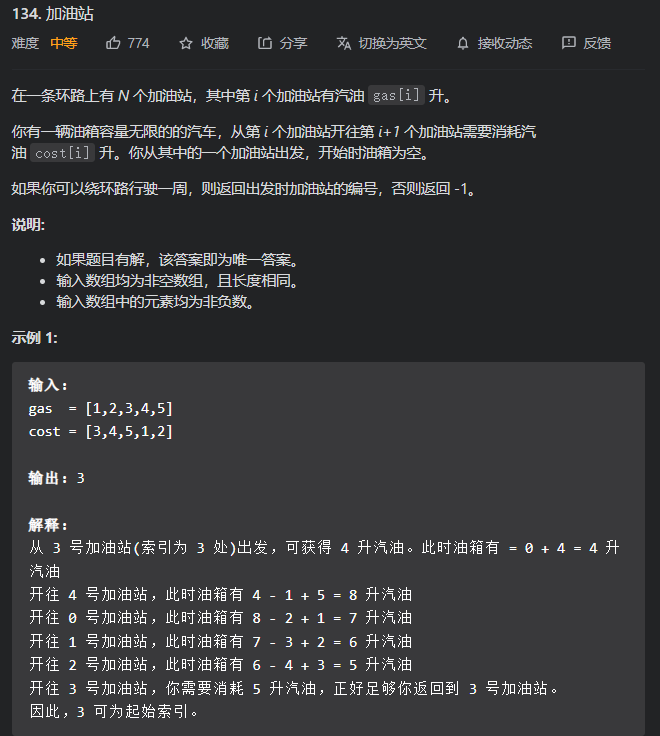 134. 加油站
难度 中等 774 收藏 分享 切换为英文 接收动态 反馈
在一条环路上有 N 个加油站，其中第 i 个加油站有汽油 gas[i] 升。
你有一辆油箱容量无限的的汽车，从第 i 个加油站开往第 i+1 个加油站需要消耗汽
油 cost[i] 升。你从其中的一个加油站出发，开始时油箱为空。
如果你可以绕环路行驶一周，则返回出发时加油站的编号，否则返回 -1。
说明:
如果题目有解，该答案即为唯一答案。
输入数组均为非空数组，且长度相同。
输入数组中的元素均为非负数。
示例 1:
输入:
gas  = [1,2,3,4,5]
cost = [3,4,5,1,2]
输出: 3
解释:
从 3 号加油站(索引为 3 处)出发，可获得 4 升汽油。此时油箱有 = 0 + 4 = 4 升
汽油
开往 4 号加油站，此时油箱有 4 - 1 + 5 = 8 升汽油
开往 0 号加油站，此时油箱有 8 - 2 + 1 = 7 升汽油
开往 1 号加油站，此时油箱有 7 - 3 + 2 = 6 升汽油
开往 2 号加油站，此时油箱有 6 - 4 + 3 = 5 升汽油
开往 3 号加油站，你需要消耗 5 升汽油，正好足够你返回到 3 号加油站。
因此，3 可为起始索引。